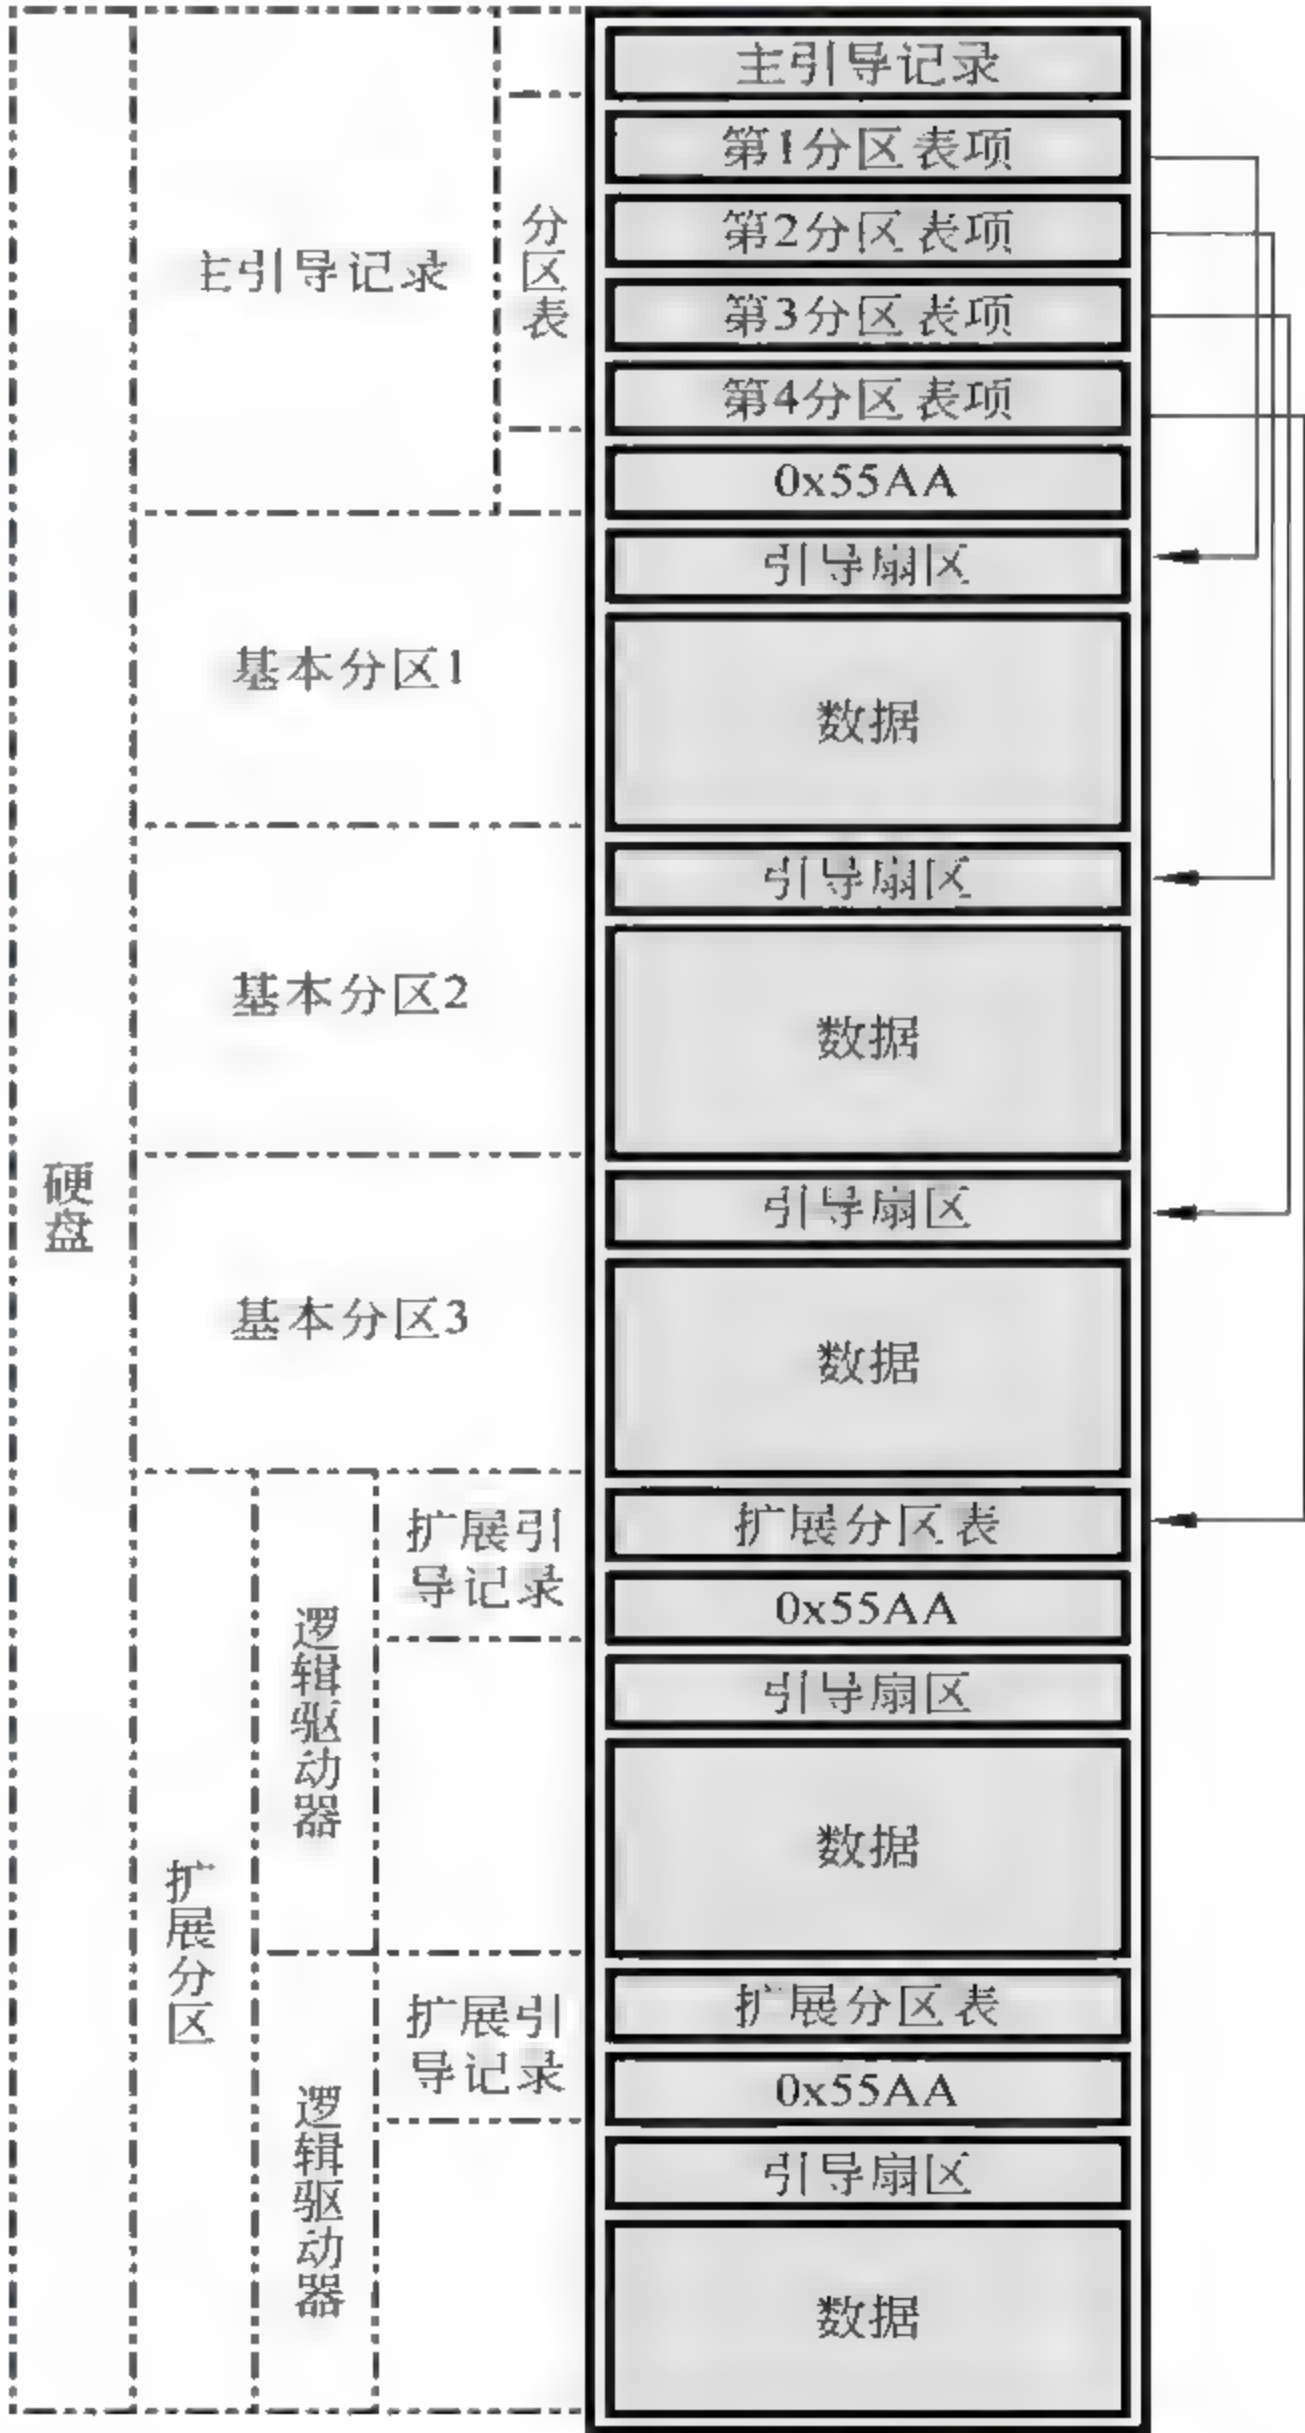 主引导记录
第1分区表项
第2分区表项
分区表
主引导记录
第3分区表项
第4分区表项
0x55AA
引导扇区
基本分区1
数据
引导扇区
基本分区2
数据
硬盘
引导扇区
基本分区3
数据
扩展引
导记录
扩展分区表
0x55AA
逻辑驱动器
引导扇区
数据
扩展分区
扩展引
导记录
扩展分区表
0x55AA
逻辑驱动器
引导扇区
数据